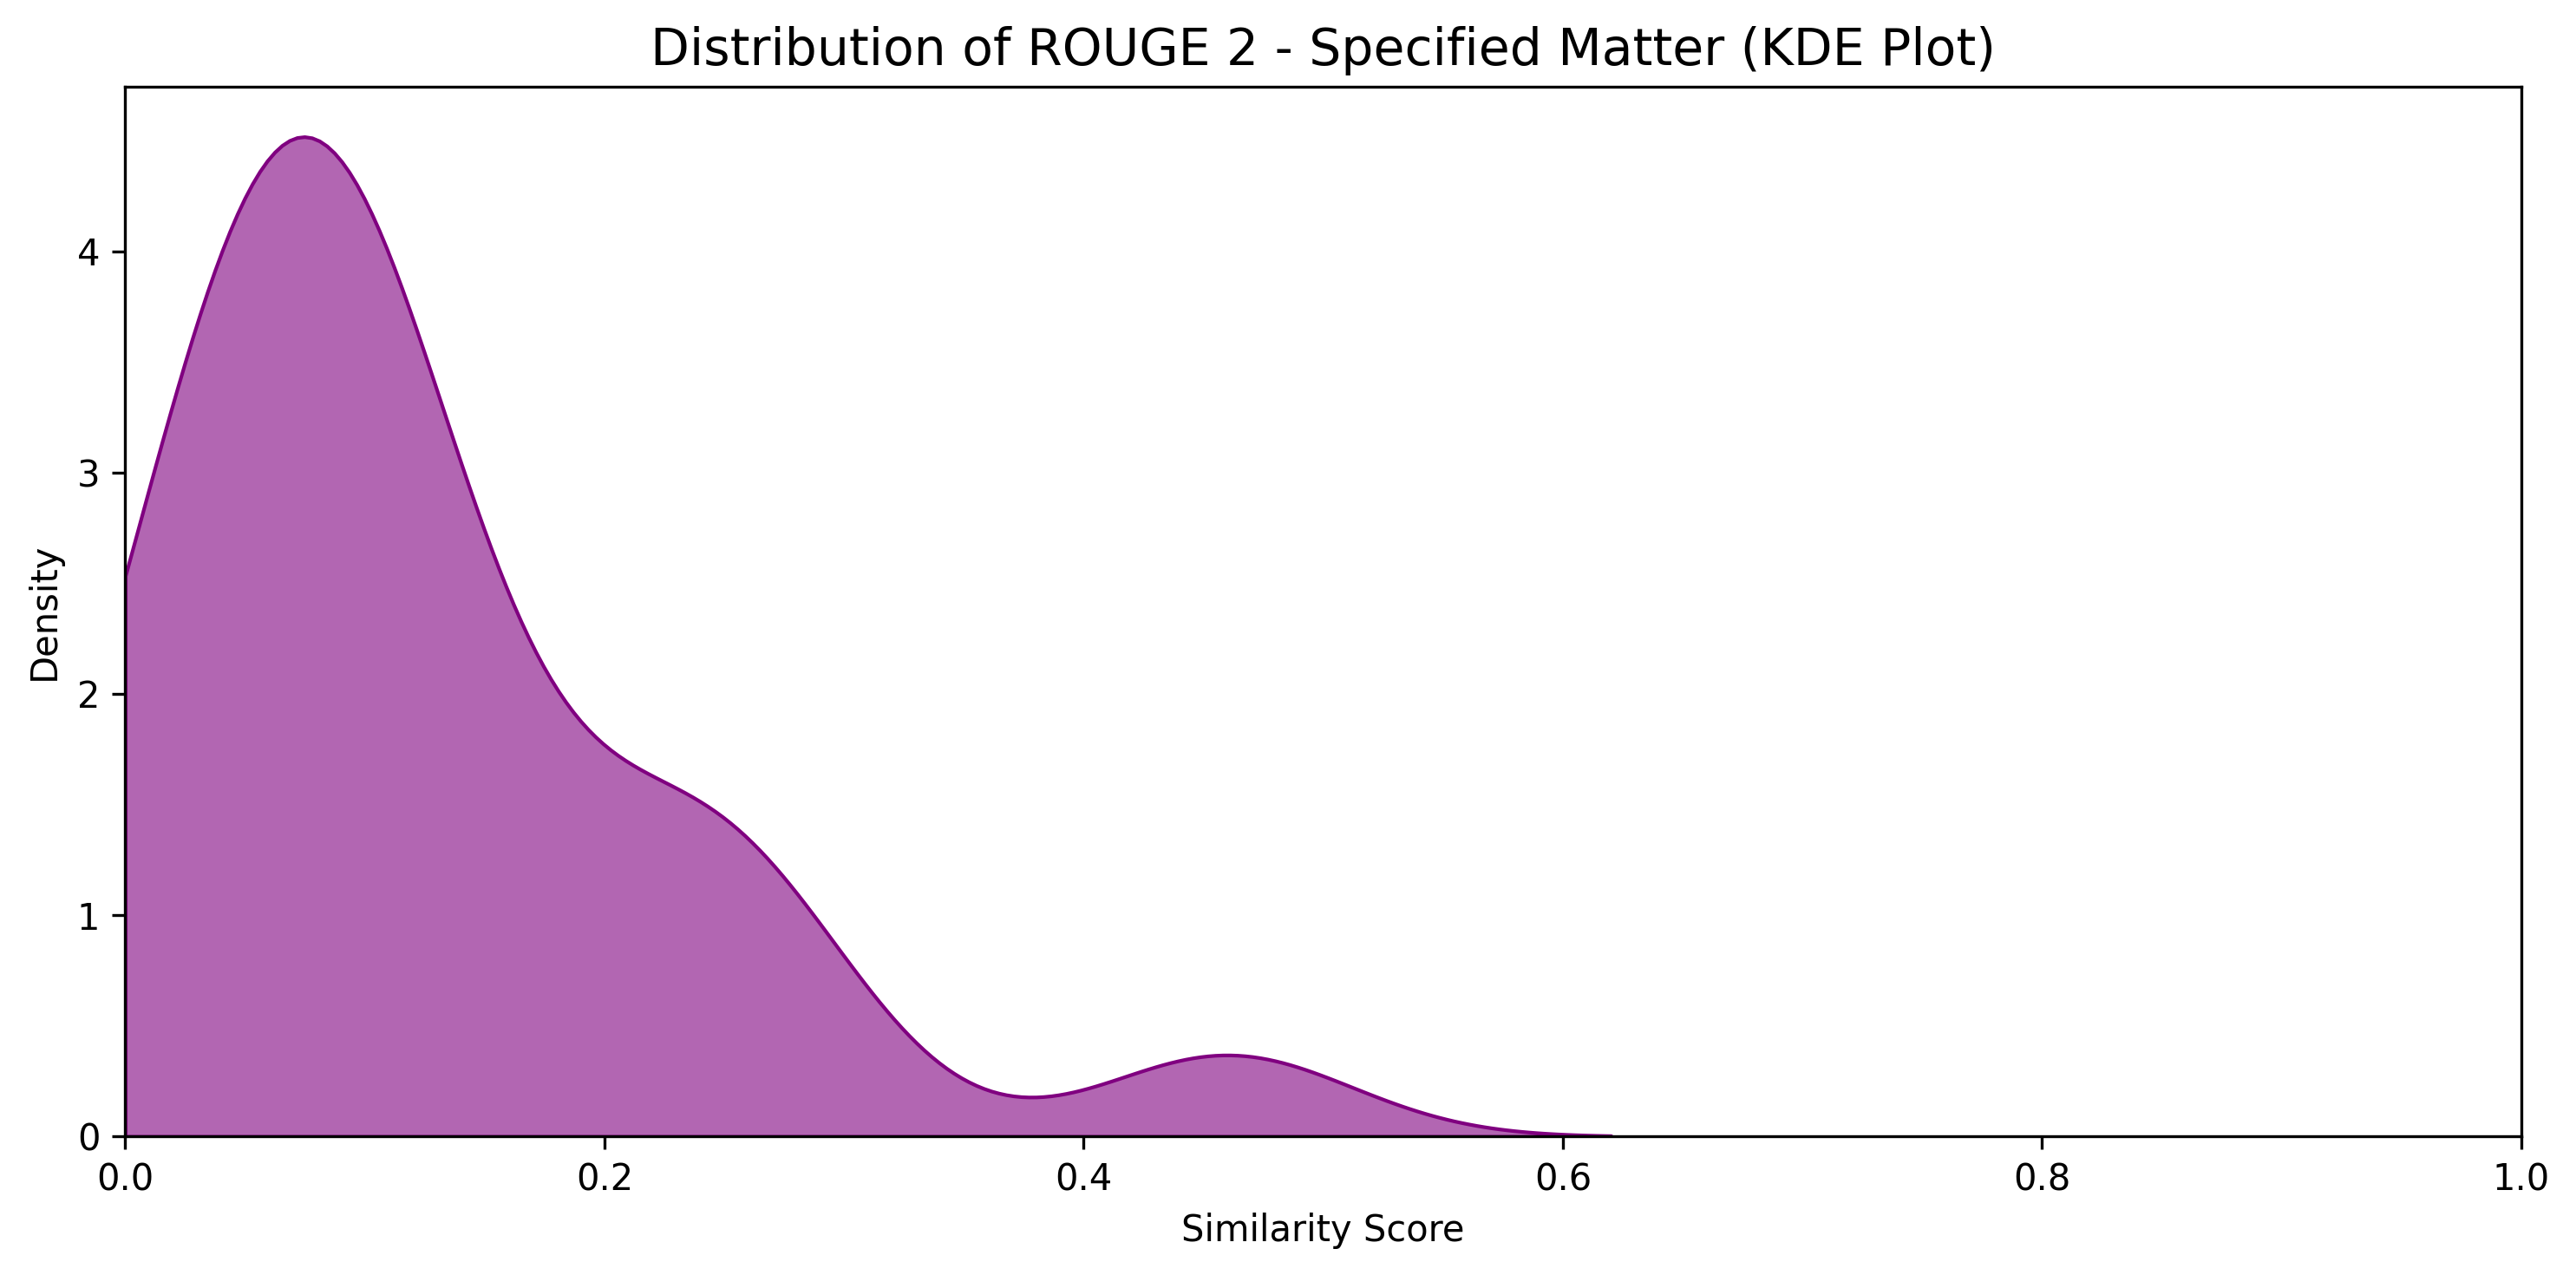 Distribution of ROUGE 2 - Specified Matter (KDE Plot)
Density
4
3
2
1
0
0.0 0.2 0.4 0.6 0.8 1.0
Similarity Score